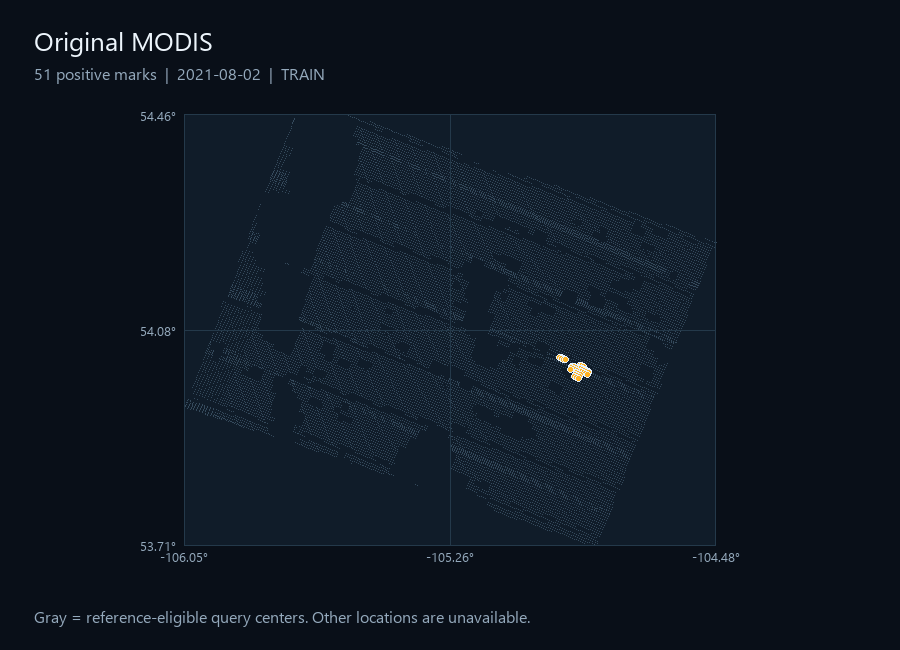 Original MODIS
51 positive marks | 2021-08-02 | TRAIN
54.46°
54.08°
53.71°
-106.05°
-105.26°
-104.48°
Gray = reference-eligible query centers. Other locations are unavailable.